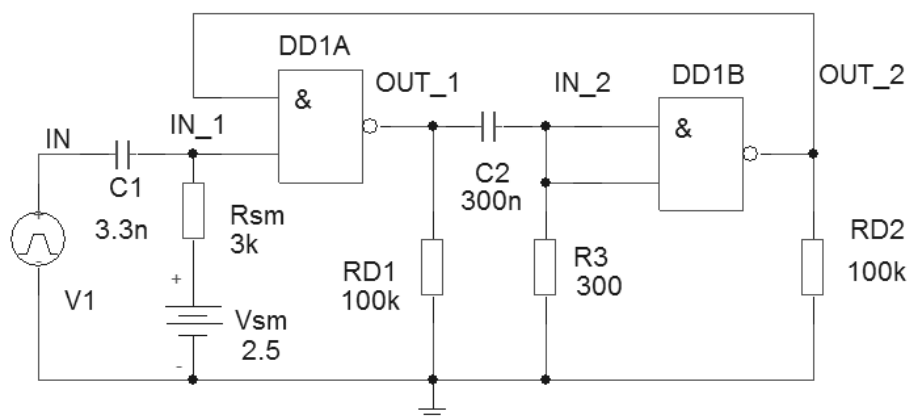 DD1A
DD1B
&
OUT_1
IN_2
OUT_2
&
IN
IN_1
C1
3.3n
C2
300n
Rsm
3k
+
-
V1
+
Vsm
2.5
-
RD1
100k
R3
300
RD2
100k